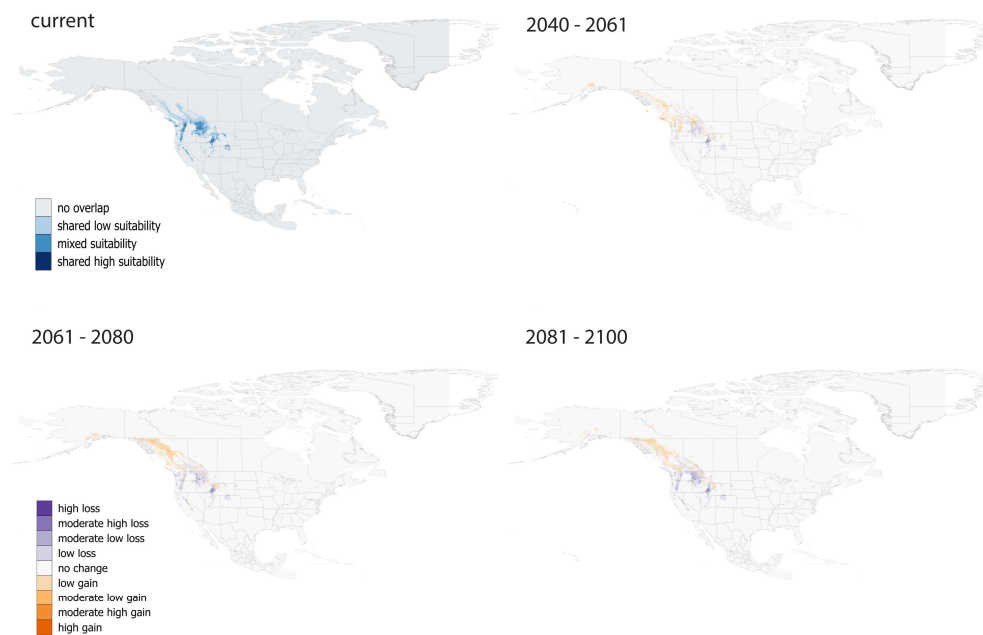 current
2040 - 2061
no overlap
shared low suitability
mixed suitability
shared high suitability
2061 - 2080
2081 - 2100
high loss
moderate high loss
moderate low loss
low loss
no change
low gain
moderate low gain
moderate high gain
high gain